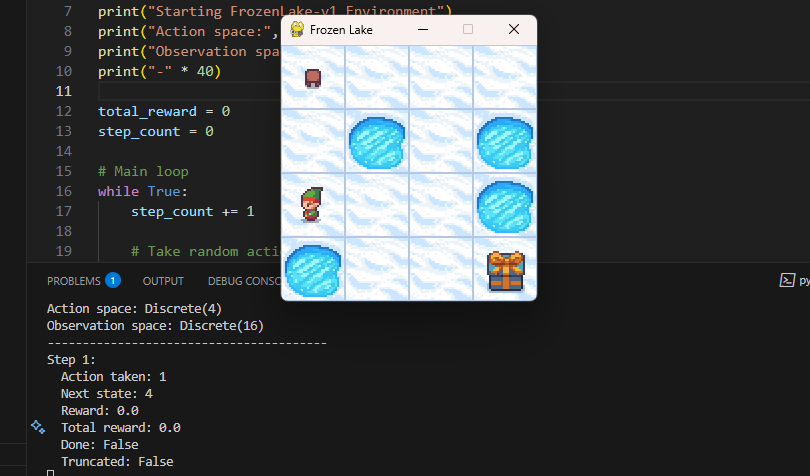 7 print("Starting FrozenLake-v1 Environment")
8 print("Action space:",
9 print("Observation spa
10 print("-" * 40)
11
12 total_reward = 0
13 step_count = 0
14
15 # Main loop
16 while True:
17 step_count += 1
18
19 # Take random acti
Frozen Lake
PROBLEMS 1 OUTPUT DEBUG CONSO py
Action space: Discrete(4)
Observation space: Discrete(16)
----------------------------------------
Step 1:
Action taken: 1
Next state: 4
Reward: 0.0
Total reward: 0.0
Done: False
Truncated: False